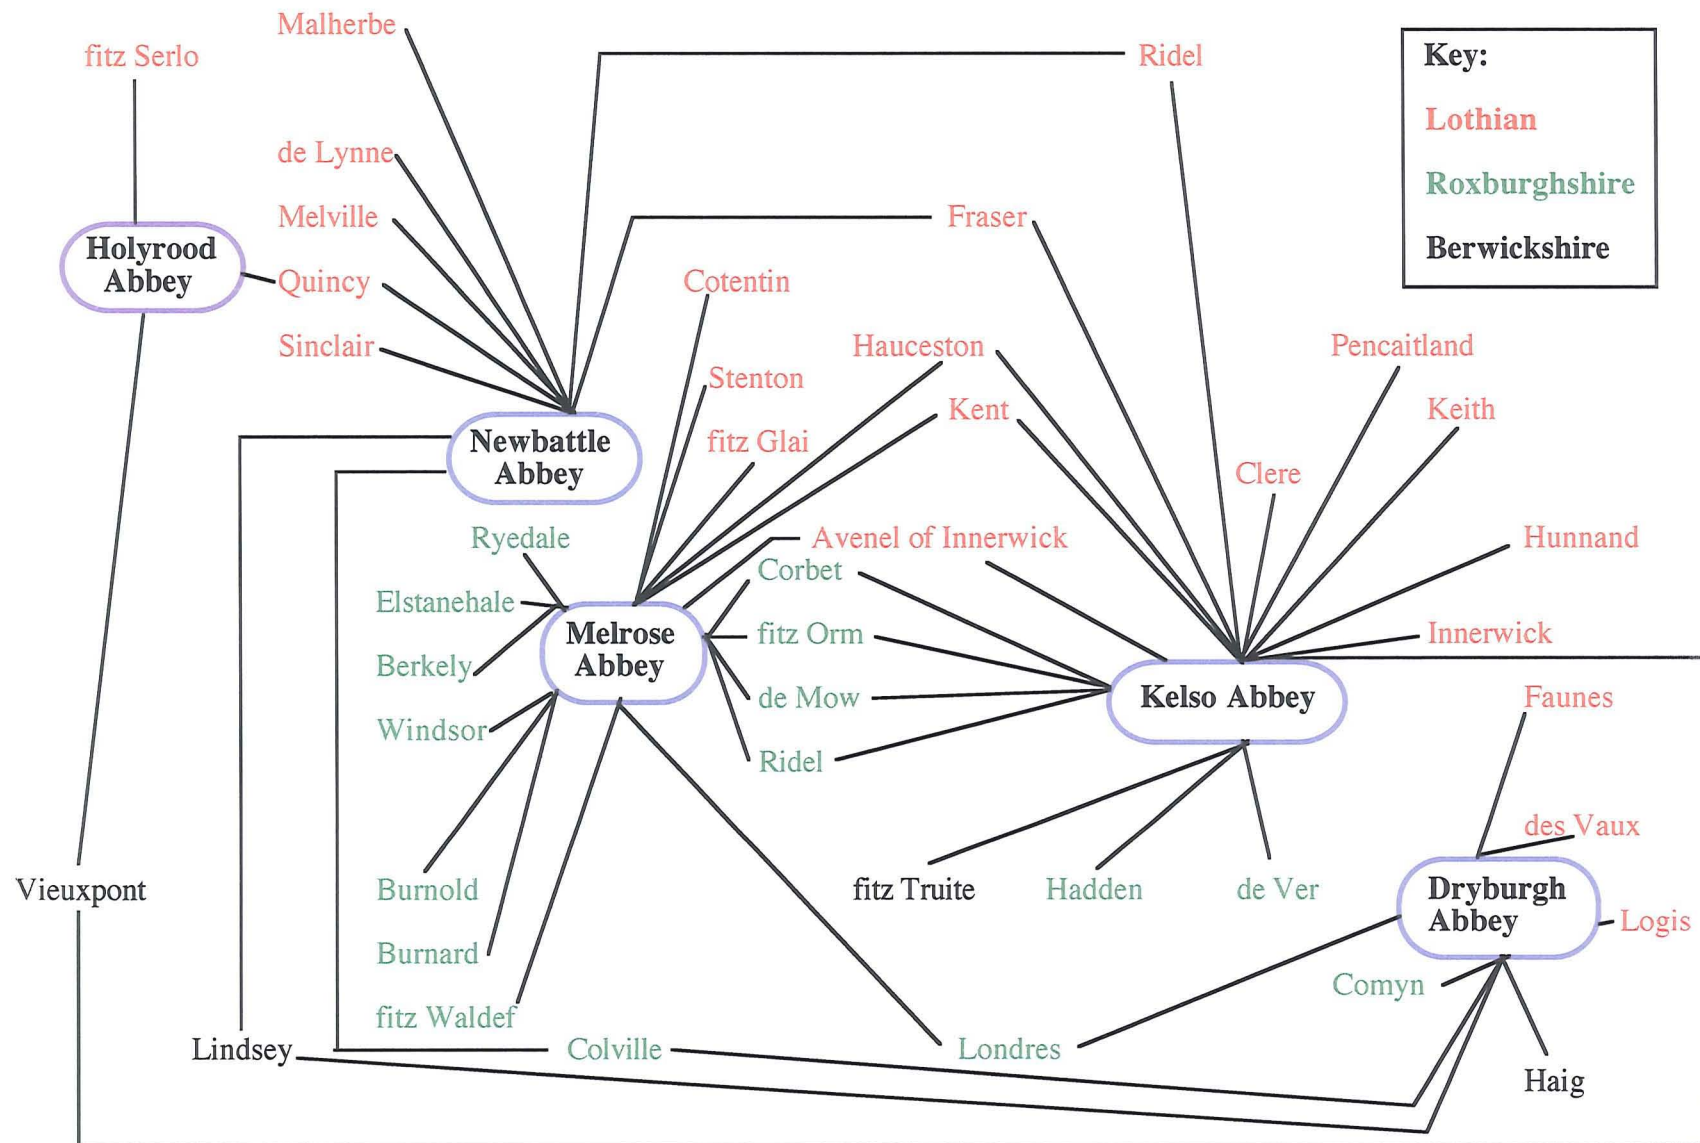 Malherbe
fitz Serlo
Ridel
Key:
Lothian
Roxburghshire
Berwickshire
de Lynne
Melville
Fraser
Holyrood
Abbey
Quincy
Cotentin
Sinclair
Hauceston
Pencaitland
Stenton
Kent
Keith
Newbattle
Abbey
fitz Glai
Clere
Ryedale
Avenel of Innerwick
Hunnand
Corbet
Elstanehale
Melrose
Abbey
fitz Orm
Innerwick
Berkely
de Mow
Kelso Abbey
Faunes
Windsor
Ridel
des Vaux
Vieuxpont
Burnold
fitz Truite
Hadden
de Ver
Dryburgh
Abbey
Logis
Burnard
Comyn
fitz Waldef
Lindsey
Colville
Londres
Haig